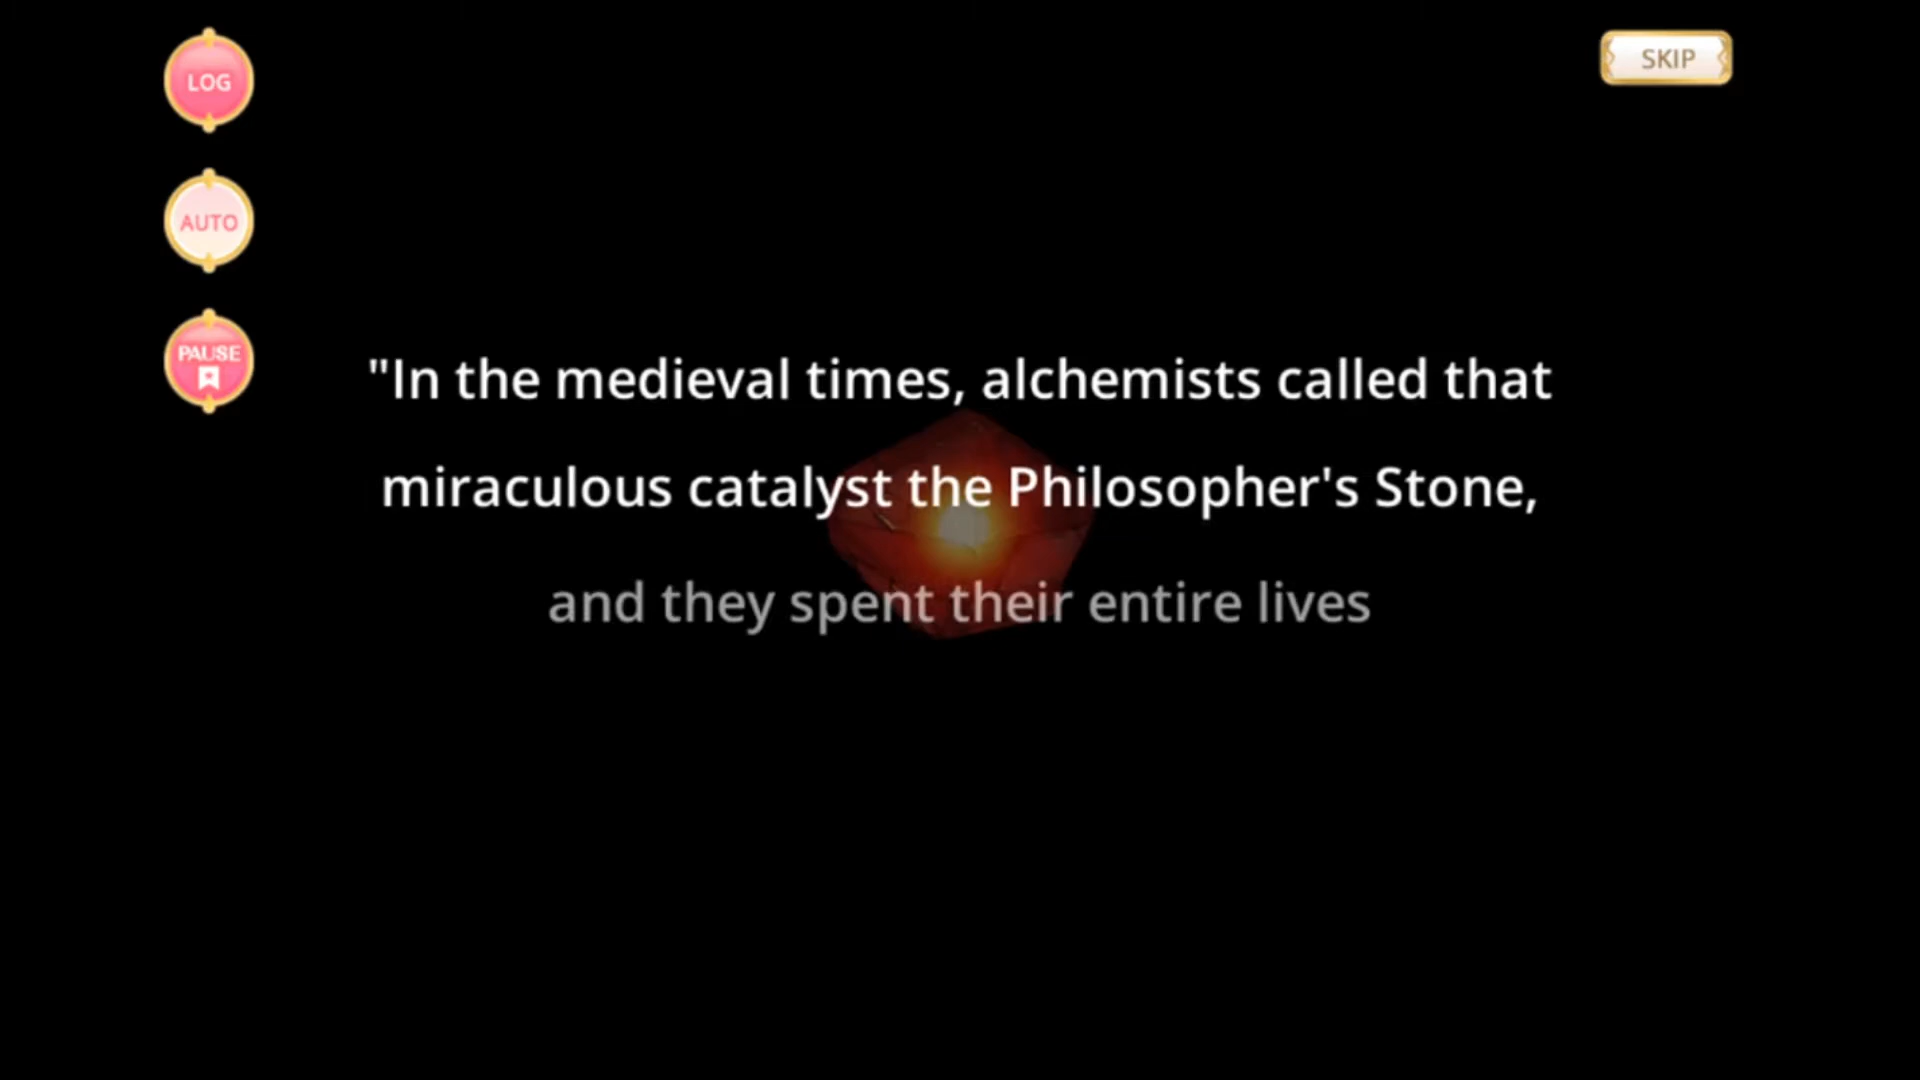 LOG
SKIP
AUTO
PAUSE
"In the medieval times, alchemists called that
miraculous catalyst the Philosopher's Stone,
and they spent their entire lives